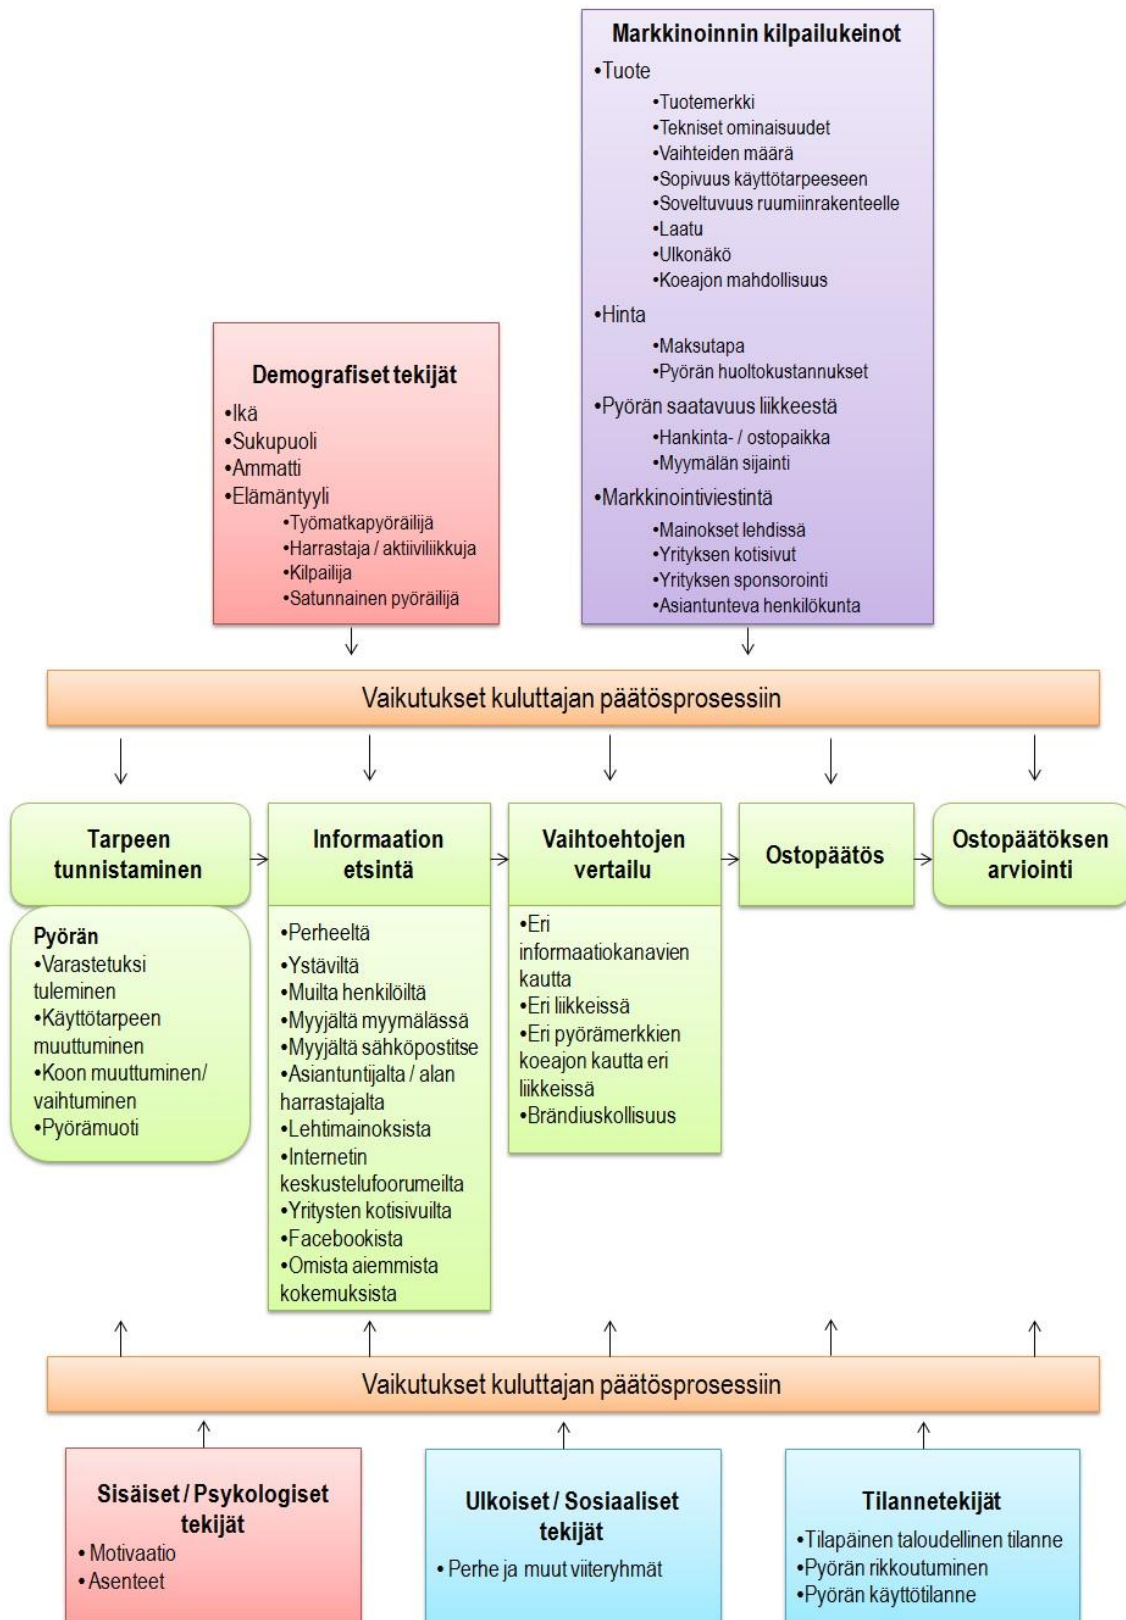 Markkinoinnin kilpailukeinot
•Tuote
•Tuotemerkki
•Tekniset ominaisuudet
•Vaihteiden määrä
•Sopivuus käyttötarpeeseen
•Soveltuvuus ruumiinrakenteelle
•Laatu
•Ulkonäkö
•Koeajon mahdollisuus
•Hinta
•Maksutapa
•Pyörän huoltokustannukset
•Pyörän saatavuus liikkeestä
•Hankinta- / ostopaikka
•Myymälän sijainti
•Markkinointiviestintä
•Mainokset lehdissä
•Yrityksen kotisivut
•Yrityksen sponsorointi
•Asiantunteva henkilökunta
Demografiset tekijät
•Ikä
•Sukupuoli
•Ammatti
•Elämäntyyli
•Työmatkapyöräilijä
•Harrastaja / aktiiviliikkuja
•Kilpailija
•Satunnainen pyöräilijä
Vaikutukset kuluttajan päätösprosessiin
Tarpeen
tunnistaminen
Pyörän
•Varastetuksi
tuleminen
•Käyttötarpeen
muuttuminen
•Koon muuttuminen/
vaihtuminen
•Pyörämuoti
Informaation
etsintä
•Perheeltä
•Ystäviltä
•Muilta henkilöiltä
•Myyjältä myymälässä
•Myyjältä sähköpostitse
•Asiantuntijalta / alan
harrastajalta
•Lehtimainoksista
•Internetin
keskustelufoorumeilta
•Yritysten kotisivuilta
•Facebookista
•Omista aiemmista
kokemuksista
Vaihtoehtojen
vertailu
•Eri
informaatiokanavien
kautta
•Eri liikkeissä
•Eri pyörämerkkien
koeajon kautta eri
liikkeissä
•Brändiuskollisuus
Ostopäätös
Ostopäätöksen
arviointi
Vaikutukset kuluttajan päätösprosessiin
Sisäiset / Psykologiset
tekijät
• Motivaatio
• Asenteet
Ulkoiset / Sosiaaliset
tekijät
• Perhe ja muut viiteryhmät
Tilannetekijät
•Tilapäinen taloudellinen tilanne
•Pyörän rikkoutuminen
•Pyörän käyttötilanne